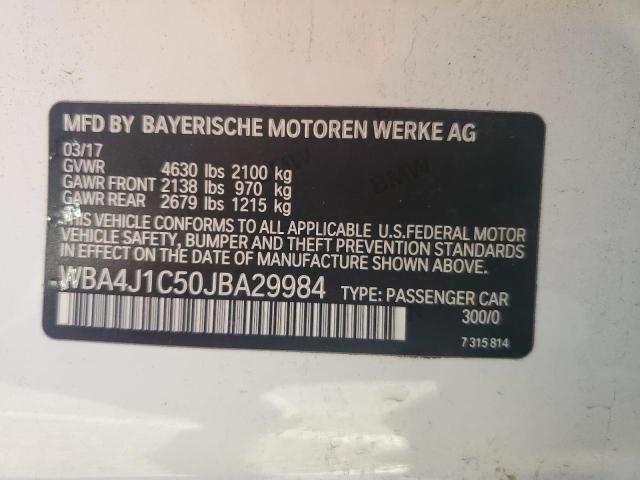 MFD BY BAYERISCHE MOTOREN WERKE AG
03/17
GVWR 4630 lbs 2100 kg
GAWR FRONT 2138 lbs 970 kg
GAWR REAR 2679 lbs 1215 kg
THIS VEHICLE CONFORMS TO ALL APPLICABLE U.S.FEDERAL MOTOR
VEHICLE SAFETY, BUMPER AND THEFT PREVENTION STANDARDS
IN EFFECT ON THE DATE OF MANUFACTURE SHOWN ABOVE.
WBA4J1C50JBA29984 TYPE: PASSENGER CAR
300/0
7 315 814